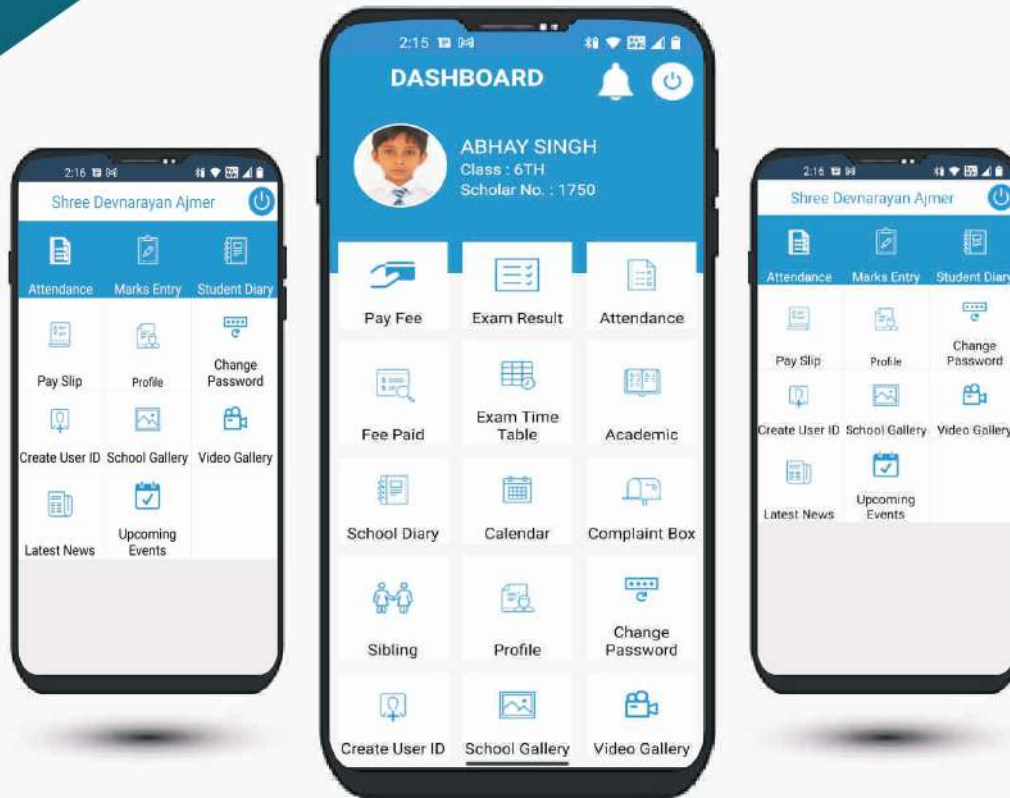 2:16
Shree Devnarayan Ajmer
Attendance Marks Entry Student Diary
Pay Slip Profile Change
Password
Create User ID School Gallery Video Gallery
Latest News Upcoming
Events
2:15
DASHBOARD
ABHAY SINGH
Class : 6TH
Scholar No. : 1750
Pay Fee Exam Result Attendance
Fee Paid Exam Time
Table Academic
School Diary Calendar Complaint Box
Sibling Profile Change
Password
Create User ID School Gallery Video Gallery
2:16
Shree Devnarayan Ajmer
Attendance Marks Entry Student Diary
Pay Slip Profile Change
Password
Create User ID School Gallery Video Gallery
Latest News Upcoming
Events